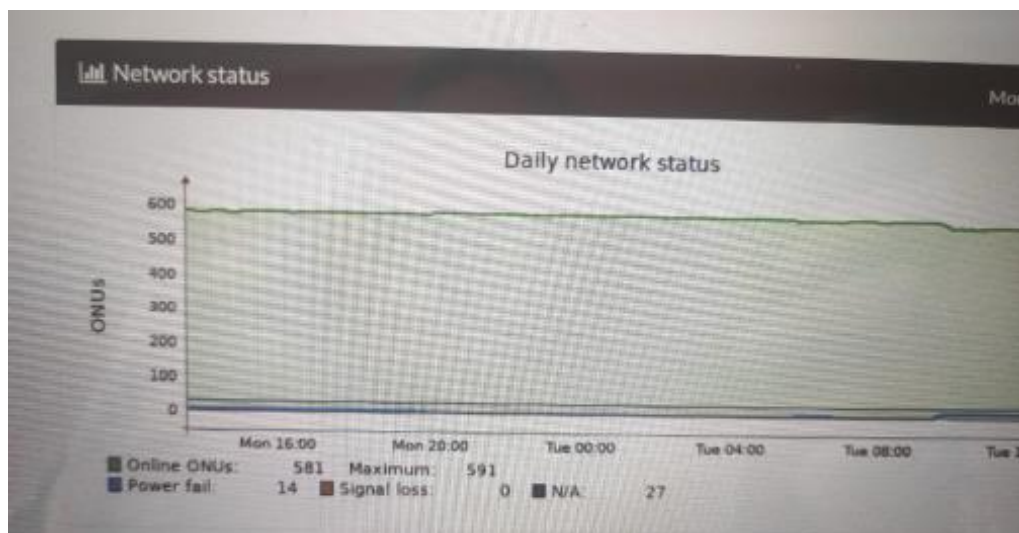 Network status
Daily network status
600
500
400
300
200
100
0
ONUs
Mon 16:00 Mon 20:00 Tue 00:00 Tue 04:00 Tue 08:00 Tue
Online ONUs: 581 Maximum: 591
Power fail: 14 Signal loss: 0 N/A: 27